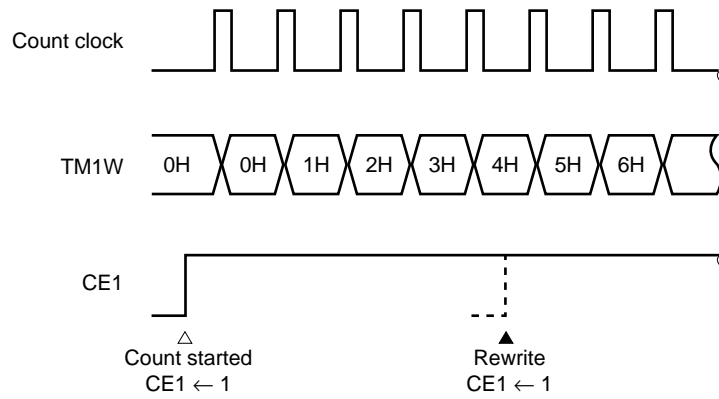 Count clock
TM1W
0H 0H 1H 2H 3H 4H 5H 6H
CE1
Count started
CE1 ← 1
Rewrite
CE1 ← 1